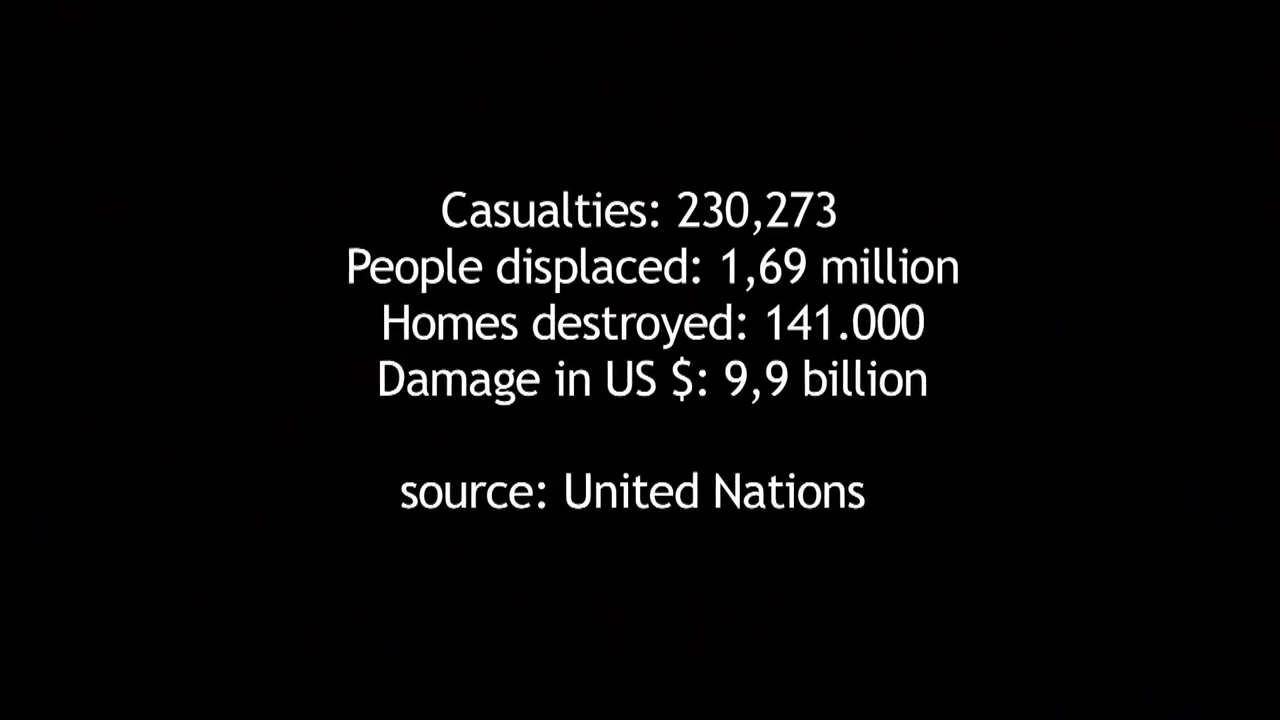 Casualties: 230,273
People displaced: 1,69 million
Homes destroyed: 141.000
Damage in US $: 9,9 billion
source: United Nations